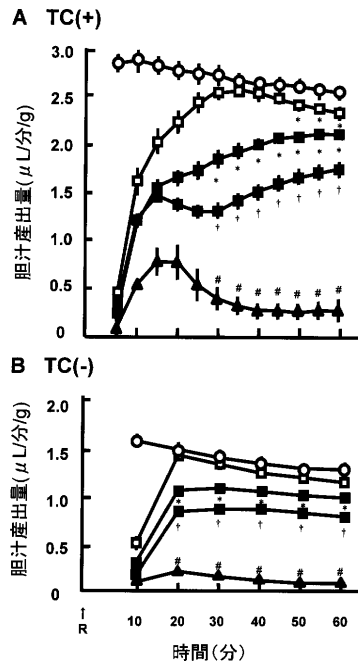 A TC(+)
胆汁産出量(μL/分/g)
3.0
2.5
2.0
1.5
1.0
0.5
0
* * * * * * *
† † † † † † †
# # # # # # #
B TC(-)
胆汁産出量(μL/分/g)
2.0
1.5
1.0
0.5
0
* * * * *
† † † † †
# # # # #
↑
R
10 20 30 40 50 60
時間(分)